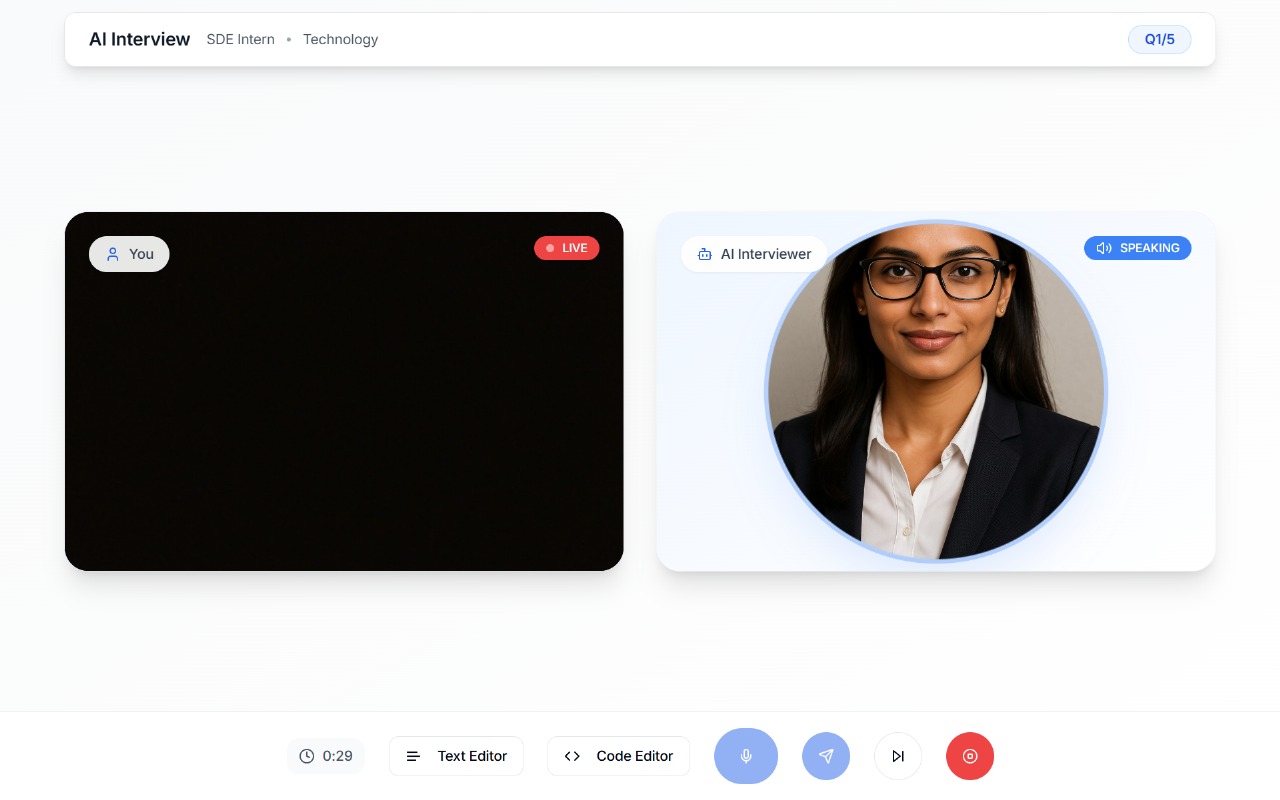 AI Interview SDE Intern • Technology Q1/5
You LIVE AI Interviewer SPEAKING
0:29 Text Editor Code Editor